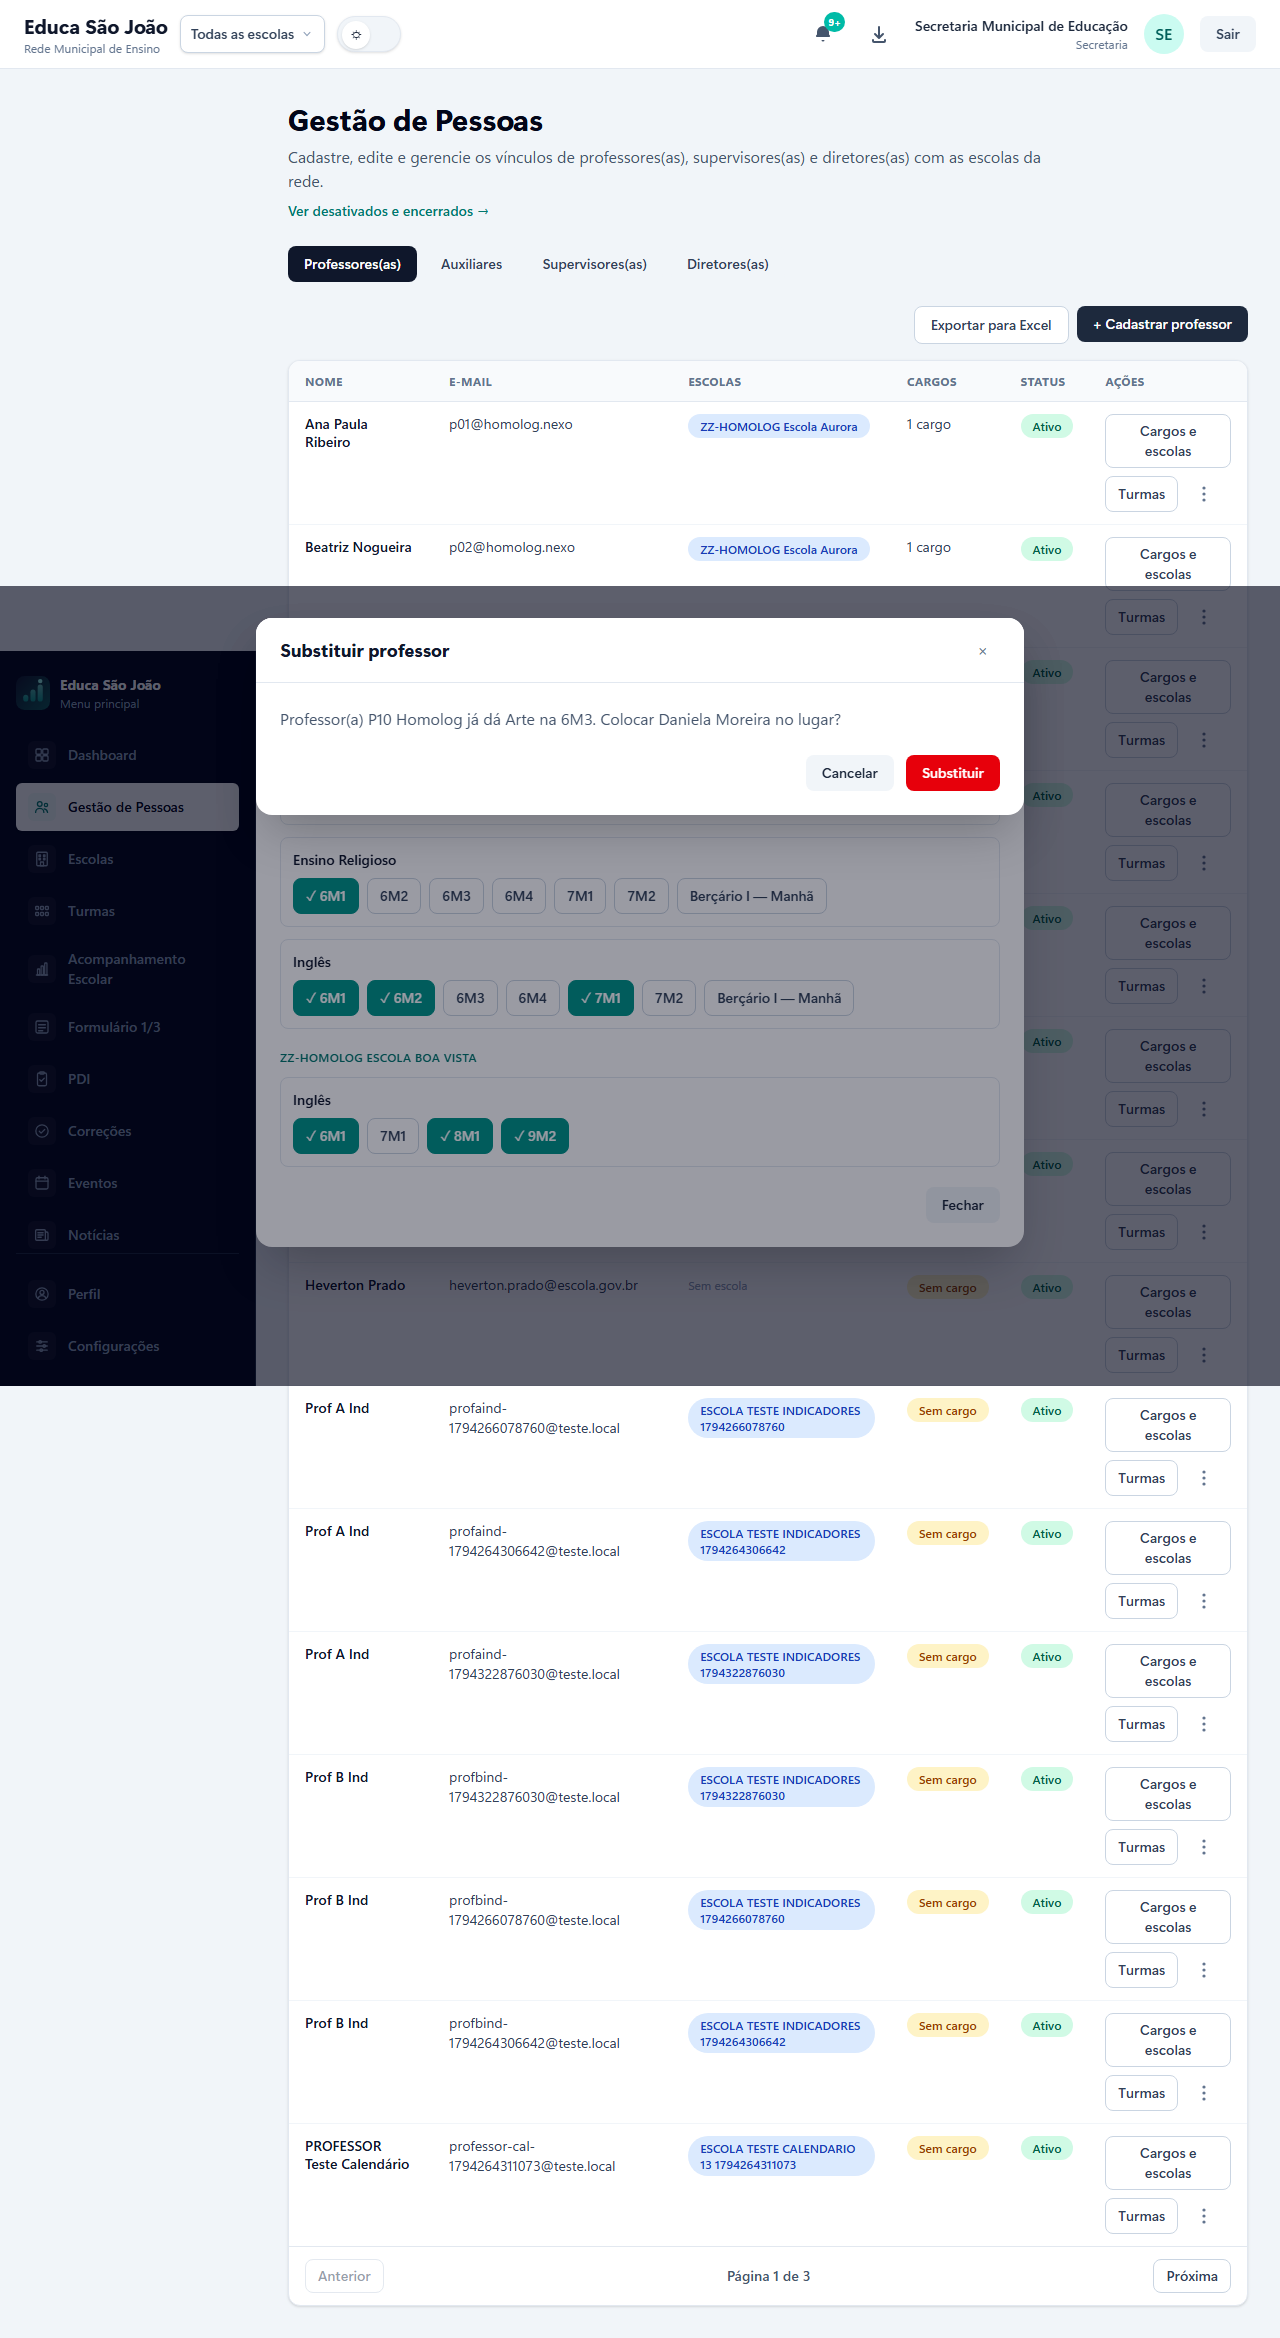 Educa São João
Rede Municipal de Ensino
Todas as escolas
9+
Secretaria Municipal de Educação
Secretaria
SE
Sair
Gestão de Pessoas
Cadastre, edite e gerencie os vínculos de professores(as), supervisores(as) e diretores(as) com as escolas da
rede.
Ver desativados e encerrados →
Professores(as)
Auxiliares
Supervisores(as)
Diretores(as)
Exportar para Excel
+ Cadastrar professor
NOME
E-MAIL
ESCOLAS
CARGOS
STATUS
AÇÕES
Ana Paula
Ribeiro
p01@homolog.nexo
ZZ-HOMOLOG Escola Aurora
1 cargo
Ativo
Cargos e
escolas
Turmas
Beatriz Nogueira
p02@homolog.nexo
ZZ-HOMOLOG Escola Aurora
1 cargo
Ativo
Cargos e
escolas
Turmas
Substituir professor
×
Professor(a) P10 Homolog já dá Arte na 6M3. Colocar Daniela Moreira no lugar?
Cancelar
Substituir
Ensino Religioso
✓ 6M1
6M2
6M3
6M4
7M1
7M2
Berçário I — Manhã
Inglês
✓ 6M1
✓ 6M2
6M3
6M4
✓ 7M1
7M2
Berçário I — Manhã
ZZ-HOMOLOG ESCOLA BOA VISTA
Inglês
✓ 6M1
7M1
✓ 8M1
✓ 9M2
Fechar
Educa São João
Menu principal
Dashboard
Gestão de Pessoas
Escolas
Turmas
Acompanhamento
Escolar
Formulário 1/3
PDI
Correções
Eventos
Notícias
Perfil
Configurações
Ativo
Cargos e
escolas
Turmas
Ativo
Cargos e
escolas
Turmas
Ativo
Cargos e
escolas
Turmas
Ativo
Cargos e
escolas
Turmas
Ativo
Cargos e
escolas
Turmas
Heverton Prado
heverton.prado@escola.gov.br
Sem escola
Sem cargo
Ativo
Cargos e
escolas
Turmas
Prof A Ind
profaind-
1794266078760@teste.local
ESCOLA TESTE INDICADORES
1794266078760
Sem cargo
Ativo
Cargos e
escolas
Turmas
Prof A Ind
profaind-
1794264306642@teste.local
ESCOLA TESTE INDICADORES
1794264306642
Sem cargo
Ativo
Cargos e
escolas
Turmas
Prof A Ind
profaind-
1794322876030@teste.local
ESCOLA TESTE INDICADORES
1794322876030
Sem cargo
Ativo
Cargos e
escolas
Turmas
Prof B Ind
profbind-
1794322876030@teste.local
ESCOLA TESTE INDICADORES
1794322876030
Sem cargo
Ativo
Cargos e
escolas
Turmas
Prof B Ind
profbind-
1794266078760@teste.local
ESCOLA TESTE INDICADORES
1794266078760
Sem cargo
Ativo
Cargos e
escolas
Turmas
Prof B Ind
profbind-
1794264306642@teste.local
ESCOLA TESTE INDICADORES
1794264306642
Sem cargo
Ativo
Cargos e
escolas
Turmas
PROFESSOR
Teste Calendário
professor-cal-
1794264311073@teste.local
ESCOLA TESTE CALENDARIO
13 1794264311073
Sem cargo
Ativo
Cargos e
escolas
Turmas
Anterior
Página 1 de 3
Próxima